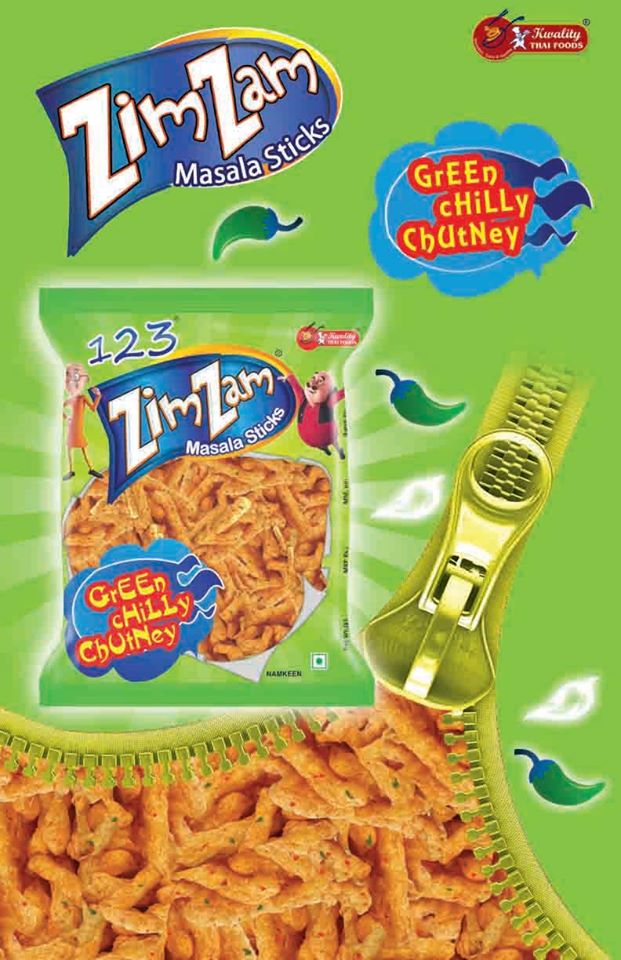 ZimZam
Masala Sticks
Kwality
THAI FOODS
GrEEn
cHiLLy
ChUtNey
123
Kwality
THAI FOODS
ZimZam
Masala Sticks
GrEEn
cHiLLy
ChUtNey
NAMKEEN